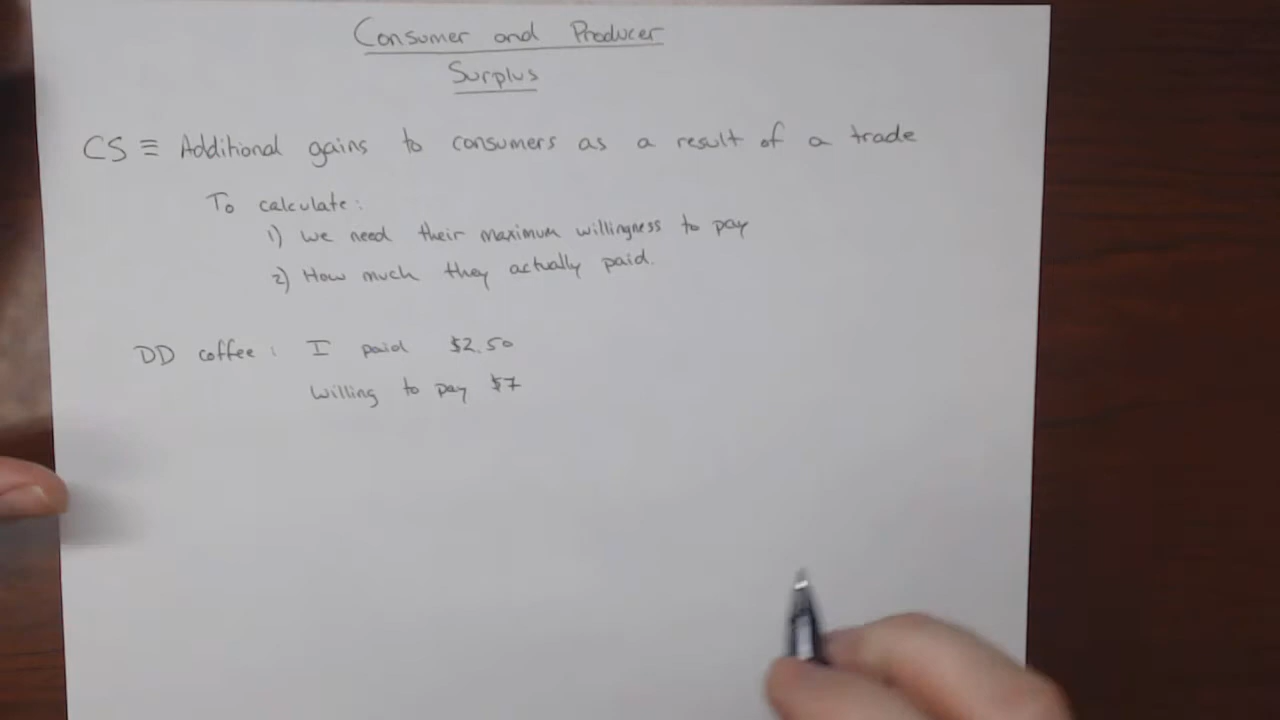 Consumer and Producer
Surplus
CS ≡ Additional gains to consumers as a result of a trade
To calculate:
1) we need their maximum willingness to pay
2) How much they actually paid.
DD coffee: I paid $2.50
Willing to pay $7